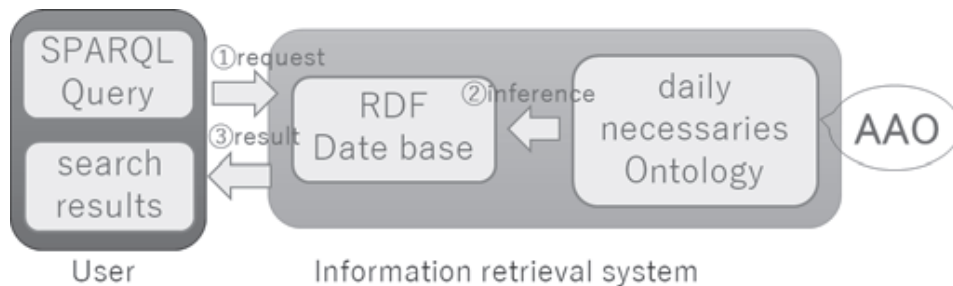 SPARQL
Query
①request
RDF
Date base
②inference
daily
necessaries
Ontology
AAO
③result
search
results
User
Information retrieval system